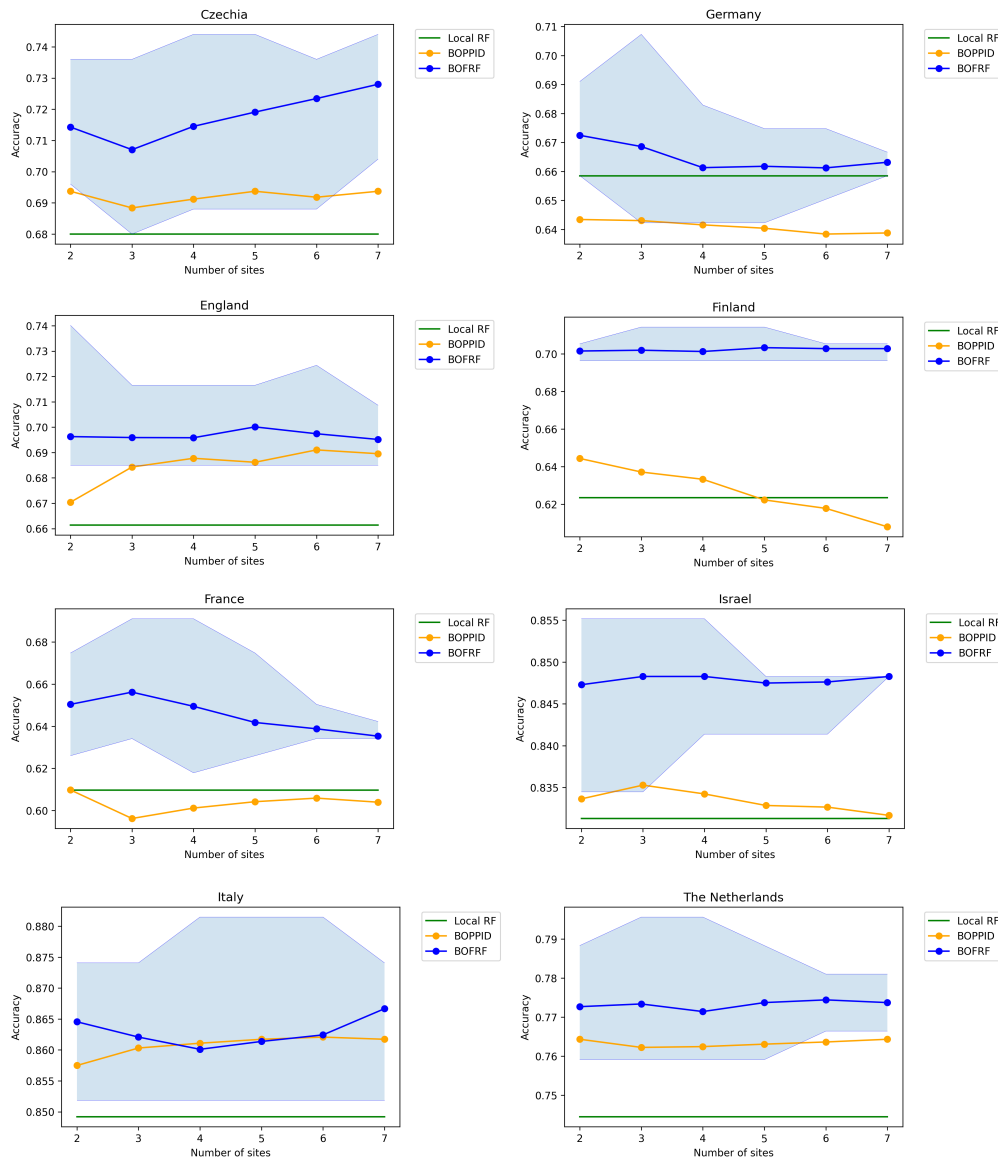 Czechia
0.74
0.73
0.72
0.71
0.70
0.69
0.68
Accuracy
2 3 4 5 6 7
Number of sites
Local RF
BOPPID
BOFRF
Germany
0.71
0.70
0.69
0.68
0.67
0.66
0.65
0.64
Accuracy
2 3 4 5 6 7
Number of sites
Local RF
BOPPID
BOFRF
England
0.74
0.73
0.72
0.71
0.70
0.69
0.68
0.67
0.66
Accuracy
2 3 4 5 6 7
Number of sites
Local RF
BOPPID
BOFRF
Finland
0.70
0.68
0.66
0.64
0.62
Accuracy
2 3 4 5 6 7
Number of sites
Local RF
BOPPID
BOFRF
France
0.68
0.66
0.64
0.62
0.60
Accuracy
2 3 4 5 6 7
Number of sites
Local RF
BOPPID
BOFRF
Israel
0.855
0.850
0.845
0.840
0.835
Accuracy
2 3 4 5 6 7
Number of sites
Local RF
BOPPID
BOFRF
Italy
0.880
0.875
0.870
0.865
0.860
0.855
0.850
Accuracy
2 3 4 5 6 7
Number of sites
Local RF
BOPPID
BOFRF
The Netherlands
0.79
0.78
0.77
0.76
0.75
Accuracy
2 3 4 5 6 7
Number of sites
Local RF
BOPPID
BOFRF